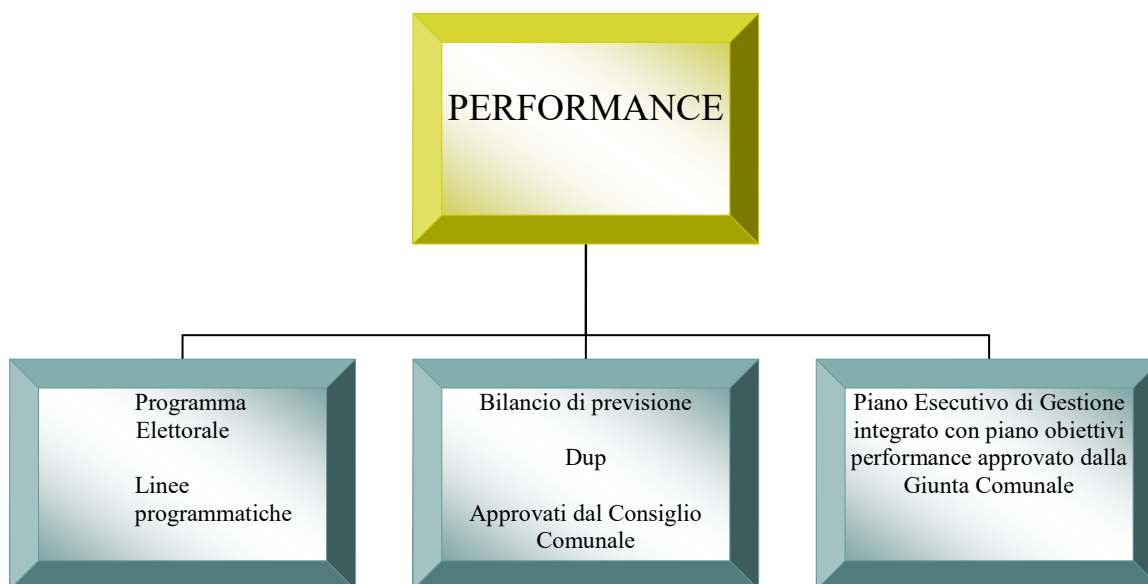 PERFORMANCE
Programma
Elettorale
Linee
programmatiche
Bilancio di previsione
Dup
Approvati dal Consiglio
Comunale
Piano Esecutivo di Gestione
integrato con piano obiettivi
performance approvato dalla
Giunta Comunale